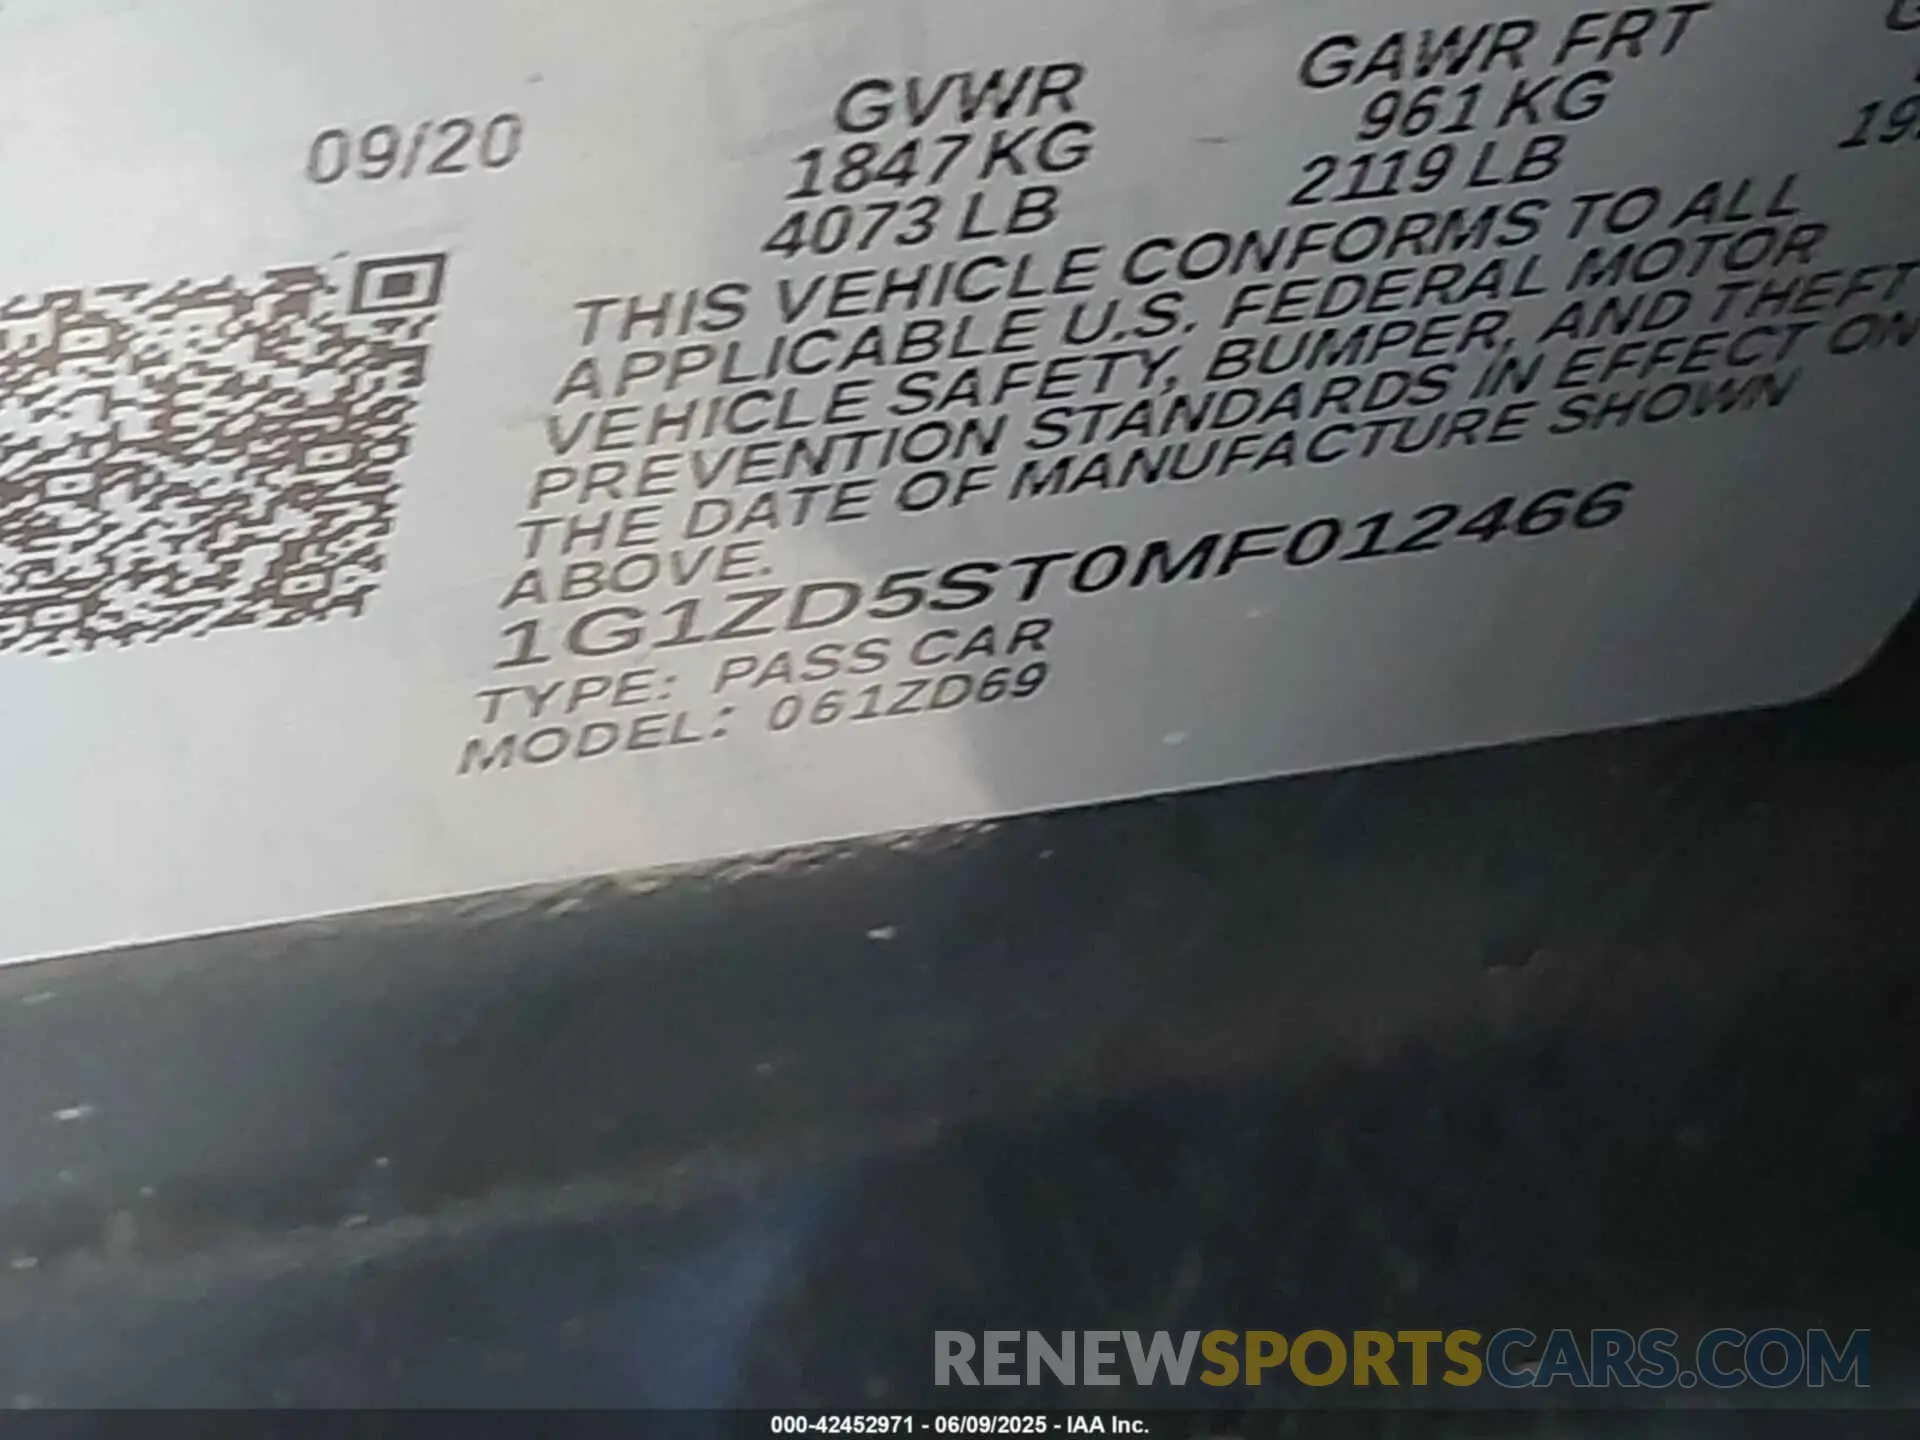 09/20
GVWR
1847 KG
4073 LB
GAWR FRT
961 KG
2119 LB
THIS VEHICLE CONFORMS TO ALL
APPLICABLE U.S. FEDERAL MOTOR
VEHICLE SAFETY, BUMPER, AND THEFT
PREVENTION STANDARDS IN EFFECT ON
THE DATE OF MANUFACTURE SHOWN
ABOVE.
1G1ZD5ST0MF012466
TYPE: PASS CAR
MODEL: 061ZD69
RENEWSPORTSCARS.COM
000-42452971 - 06/09/2025 - IAA Inc.